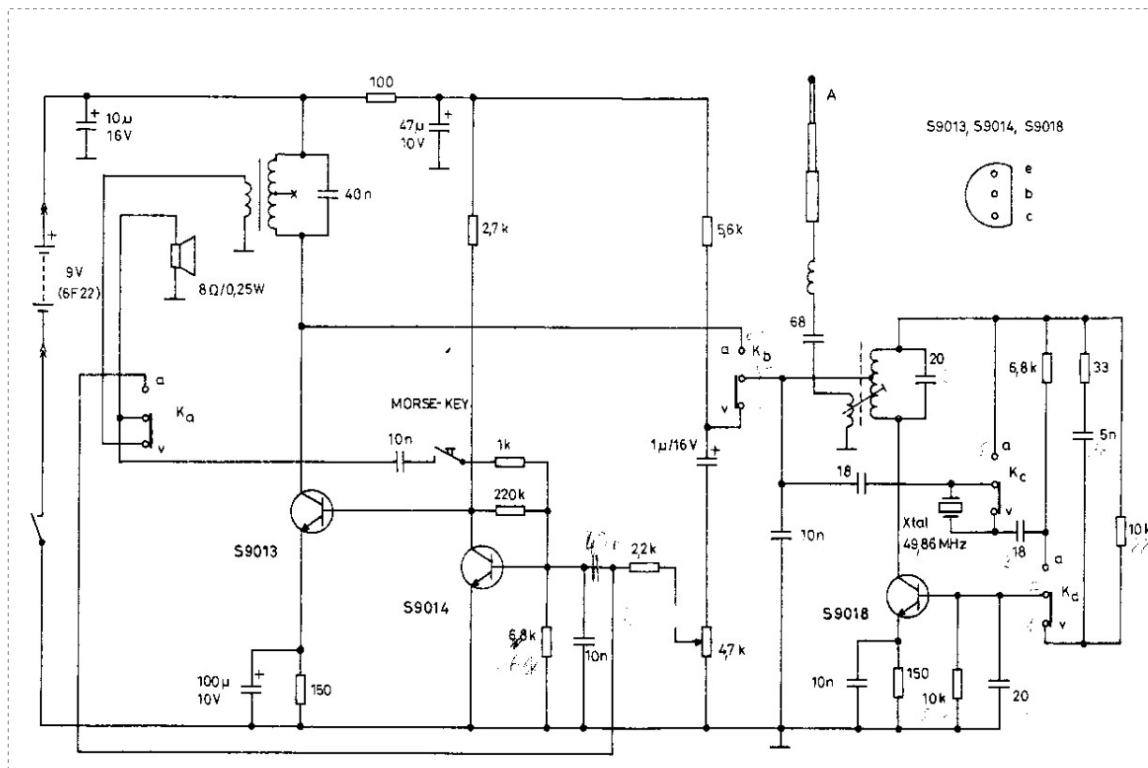 100
A
10µ
16V
+
47µ
10V
+
S9013, S9014, S9018
e
b
c
40n
2,7k
5,6k
9V
(6F22)
+
8Ω/0,25W
68
20
6,8k
33
a
Kb
v
a
Ka
v
MORSE-KEY
10n
1k
1µ/16V
+
5n
a
Kc
v
18
220k
Xtal
49,86 MHz
18
10k
S9013
10n
2,2k
a
Kd
v
S9014
S9018
6,8k
10n
4,7k
100µ
10V
+
150
10n
150
10k
20